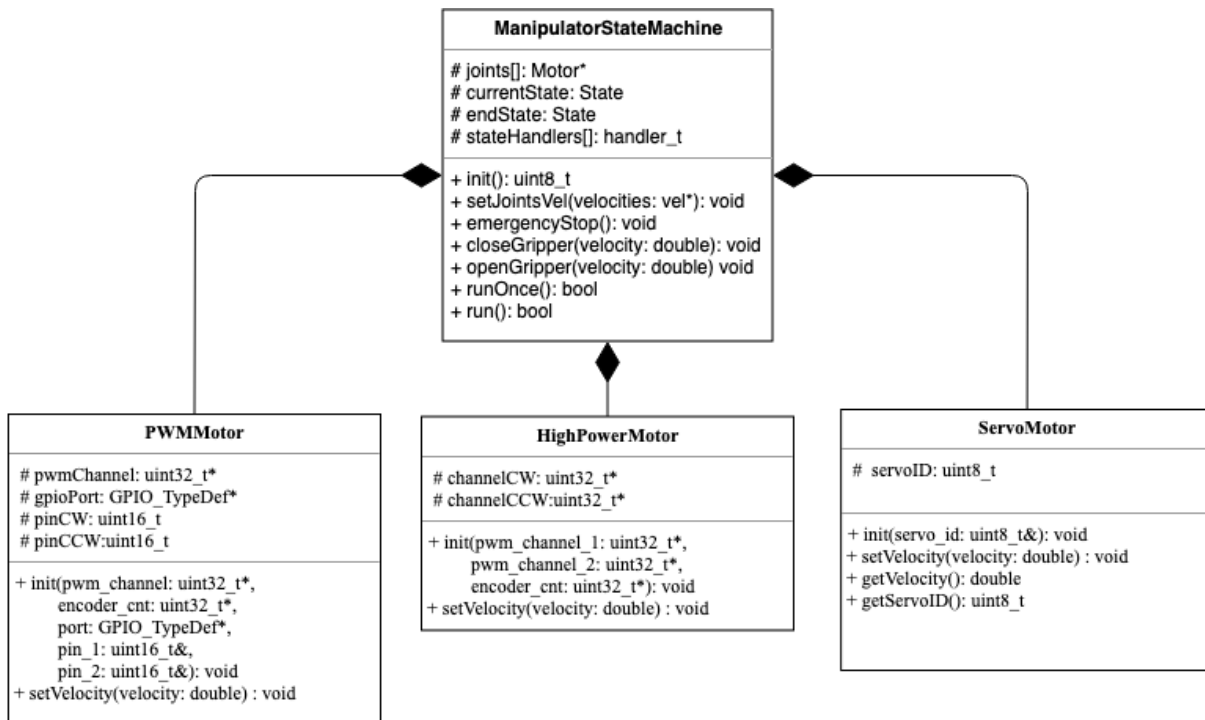 ManipulatorStateMachine
# joints[]: Motor*
# currentState: State
# endState: State
# stateHandlers[]: handler_t
+ init(): uint8_t
+ setJointsVel(velocities: vel*): void
+ emergencyStop(): void
+ closeGripper(velocity: double): void
+ openGripper(velocity: double) void
+ runOnce(): bool
+ run(): bool
PWMMotor
# pwmChannel: uint32_t*
# gpioPort: GPIO_TypeDef*
# pinCW: uint16_t
# pinCCW:uint16_t
+ init(pwm_channel: uint32_t*,
encoder_cnt: uint32_t*,
port: GPIO_TypeDef*,
pin_1: uint16_t&,
pin_2: uint16_t&): void
+ setVelocity(velocity: double) : void
HighPowerMotor
# channelCW: uint32_t*
# channelCCW:uint32_t*
+ init(pwm_channel_1: uint32_t*,
pwm_channel_2: uint32_t*,
encoder_cnt: uint32_t*): void
+ setVelocity(velocity: double) : void
ServoMotor
# servoID: uint8_t
+ init(servo_id: uint8_t&): void
+ setVelocity(velocity: double) : void
+ getVelocity(): double
+ getServoID(): uint8_t